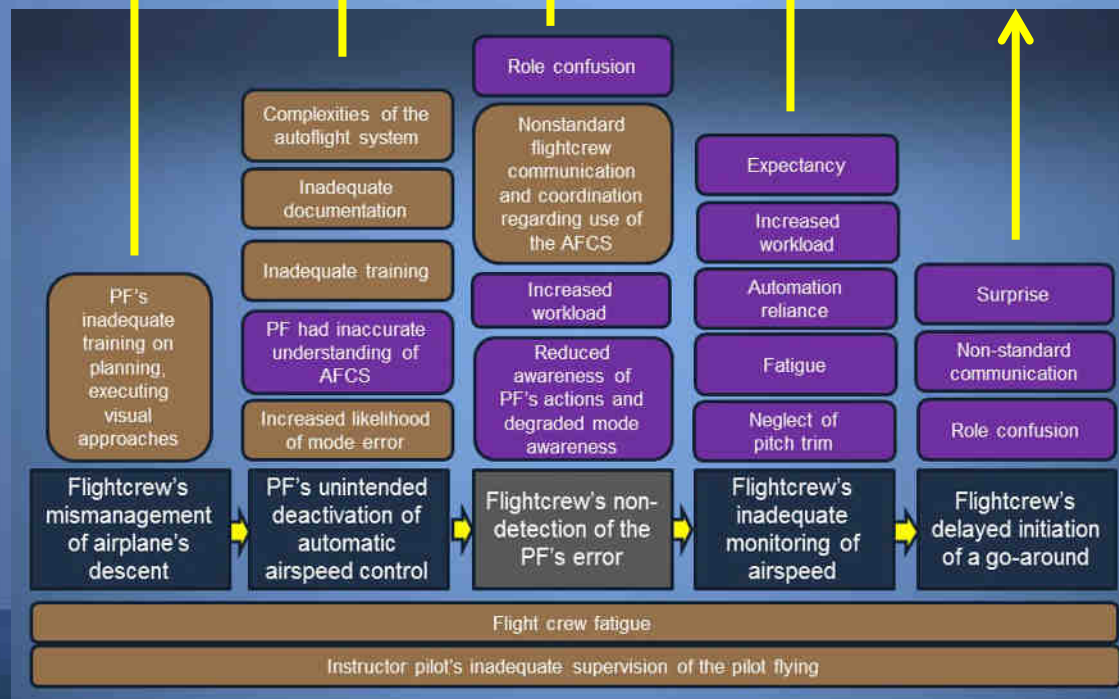 PF's
inadequate
training on
planning,
executing
visual
approaches
Flightcrew's
mismanagement
of airplane's
descent
Complexities of the
autoflight system
Inadequate
documentation
Inadequate training
PF had inaccurate
understanding of
AFCS
Increased likelihood
of mode error
PF's unintended
deactivation of
automatic
airspeed control
Role confusion
Nonstandard
flightcrew
communication
and coordination
regarding use of
the AFCS
Increased
workload
Reduced
awareness of
PF's actions and
degraded mode
awareness
Flightcrew's non-
detection of the
PF's error
Expectancy
Increased
workload
Automation
reliance
Fatigue
Neglect of
pitch trim
Flightcrew's
inadequate
monitoring of
airspeed
Surprise
Non-standard
communication
Role confusion
Flightcrew's
delayed initiation
of a go-around
Flight crew fatigue
Instructor pilot's inadequate supervision of the pilot flying